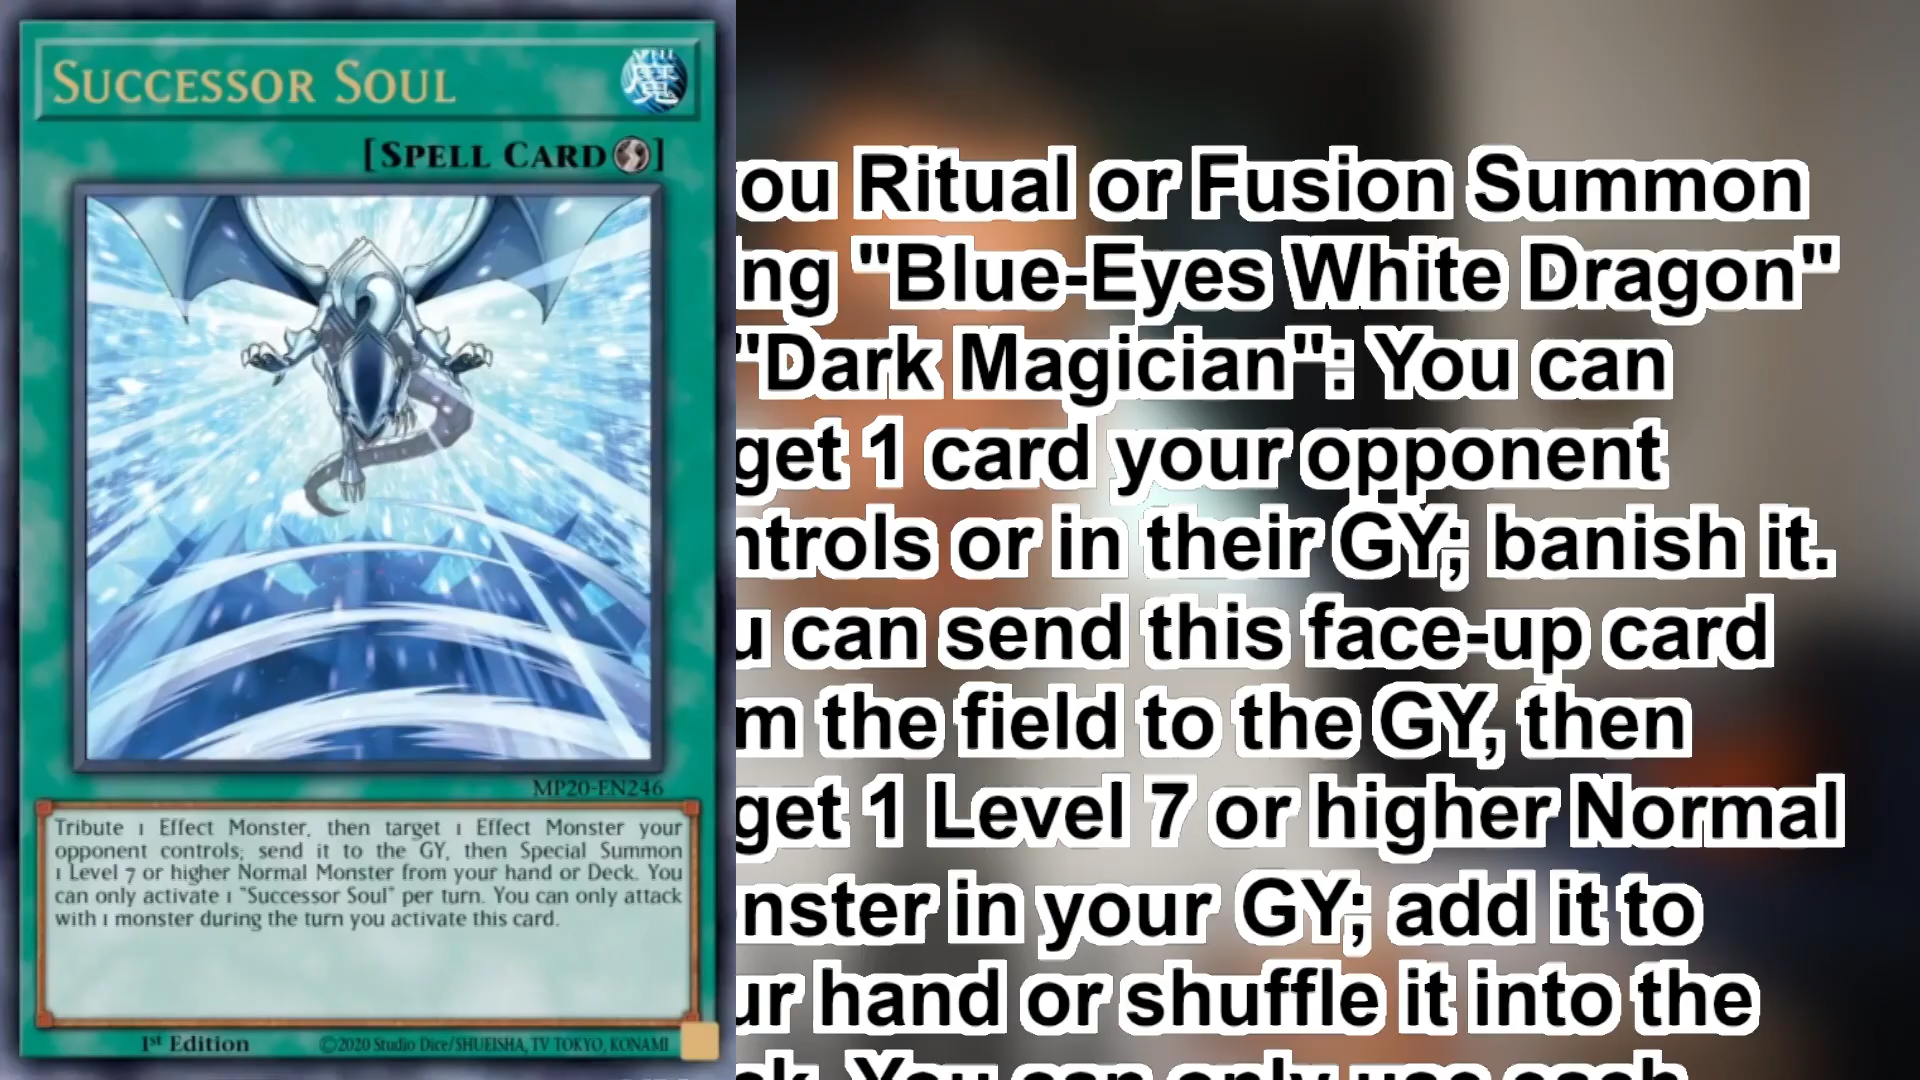 SUCCESSOR SOUL
SPELL
魔
[SPELL CARD]
MP20-EN246
Tribute 1 Effect Monster, then target 1 Effect Monster your
opponent controls; send it to the GY, then Special Summon
1 Level 7 or higher Normal Monster from your hand or Deck. You
can only activate 1 "Successor Soul" per turn. You can only attack
with 1 monster during the turn you activate this card.
1st Edition
©2020 Studio Dice/SHUEISHA, TV TOKYO, KONAMI
ou Ritual or Fusion Summon
ng "Blue-Eyes White Dragon"
"Dark Magician": You can
get 1 card your opponent
ntrols or in their GY; banish it.
u can send this face-up card
m the field to the GY, then
get 1 Level 7 or higher Normal
nster in your GY; add it to
ur hand or shuffle it into the
You can only use each